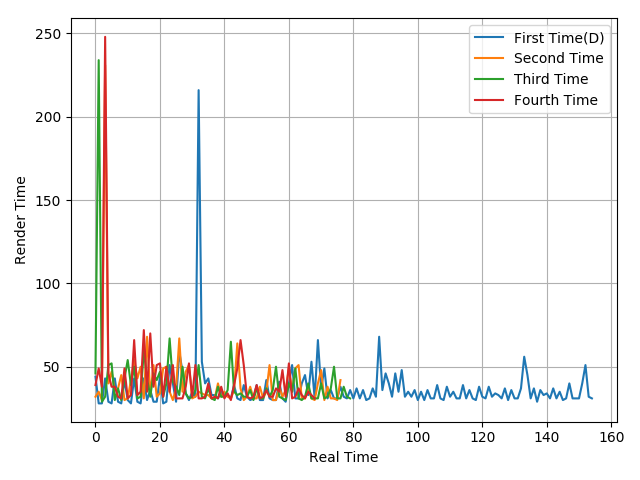 250
200
150
100
50
0
20
40
60
80
100
120
140
160
Render Time
Real Time
First Time(D)
Second Time
Third Time
Fourth Time